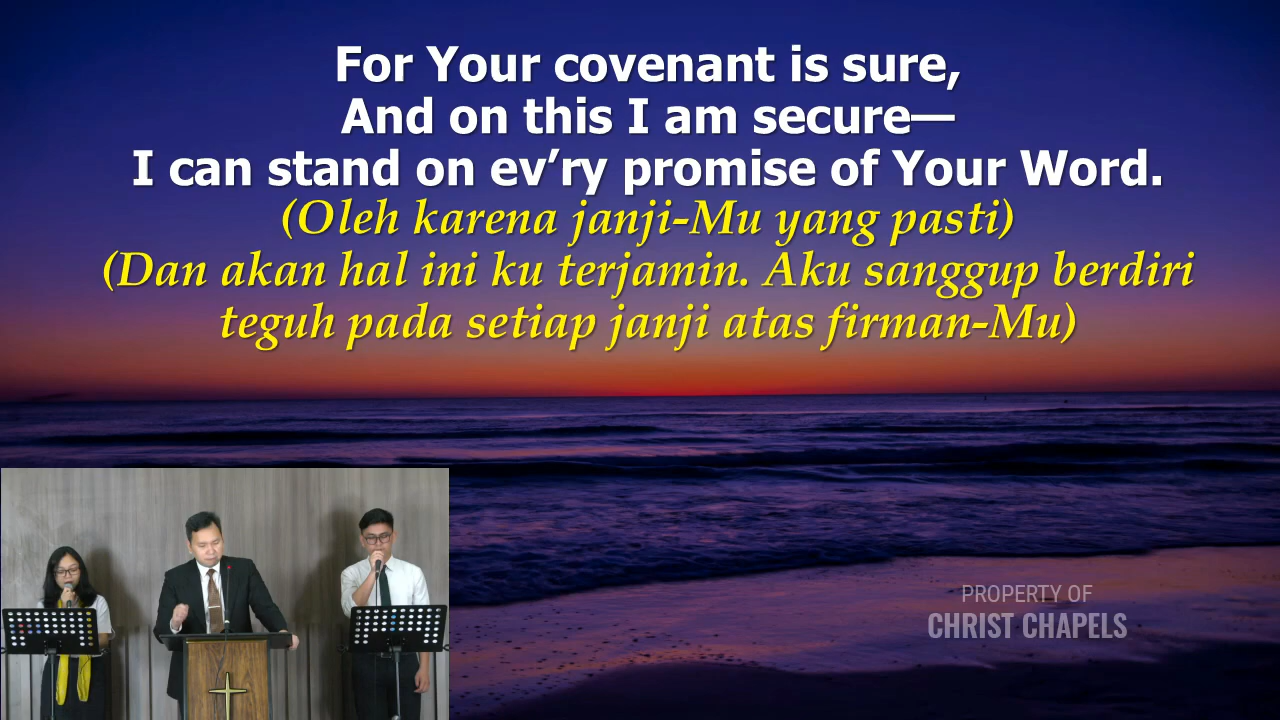 For Your covenant is sure,
And on this I am secure—
I can stand on ev’ry promise of Your Word.
(Oleh karena janji-Mu yang pasti)
(Dan akan hal ini ku terjamin. Aku sanggup berdiri
teguh pada setiap janji atas firman-Mu)
PROPERTY OF
CHRIST CHAPELS